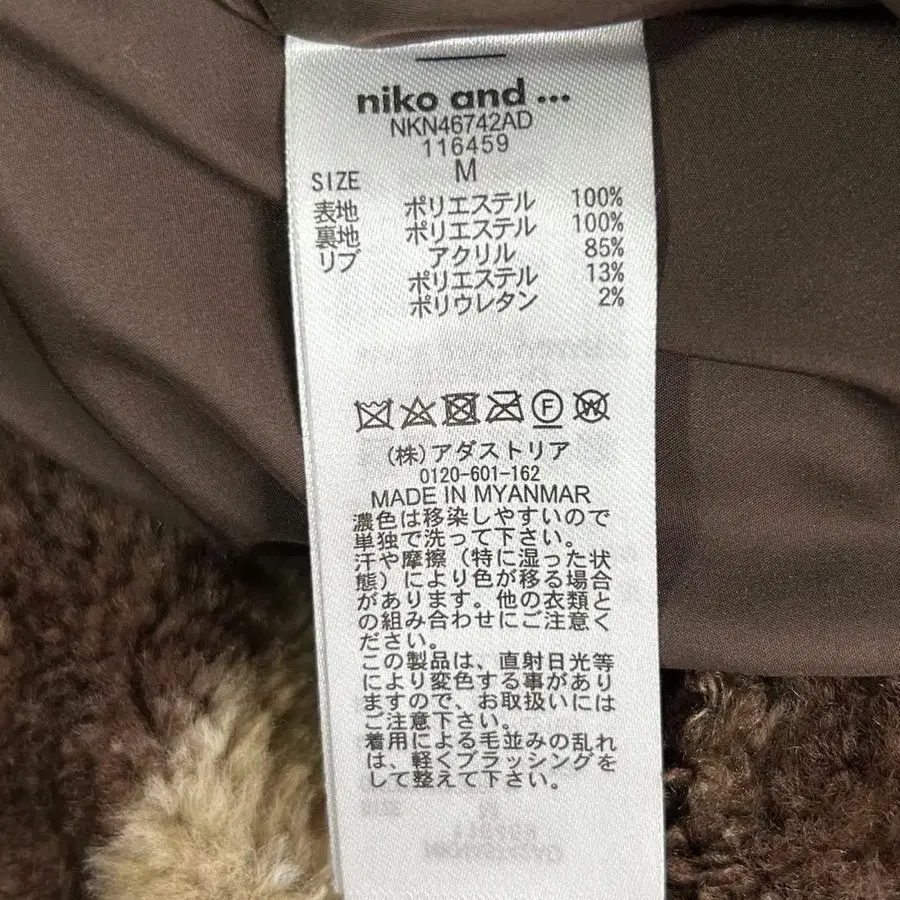 niko and ...
NKN46742AD
116459
SIZE M
表地 ポリエステル 100%
裏地 ポリエステル 100%
リブ アクリル 85%
ポリエステル 13%
ポリウレタン 2%
F W
(株)アダストリア
0120-601-162
MADE IN MYANMAR
濃色は移染しやすいので
単独で洗って下さい。
汗や摩擦（特に湿った状
態）により色が移る場合
があります。他の衣類と
の組み合わせにご注意く
ださい。
この製品は、直射日光等
により変色する事があり
ますので、お取扱いには
ご注意下さい。
着用による毛並みの乱れ
は、軽くブラッシングを
して整えて下さい。